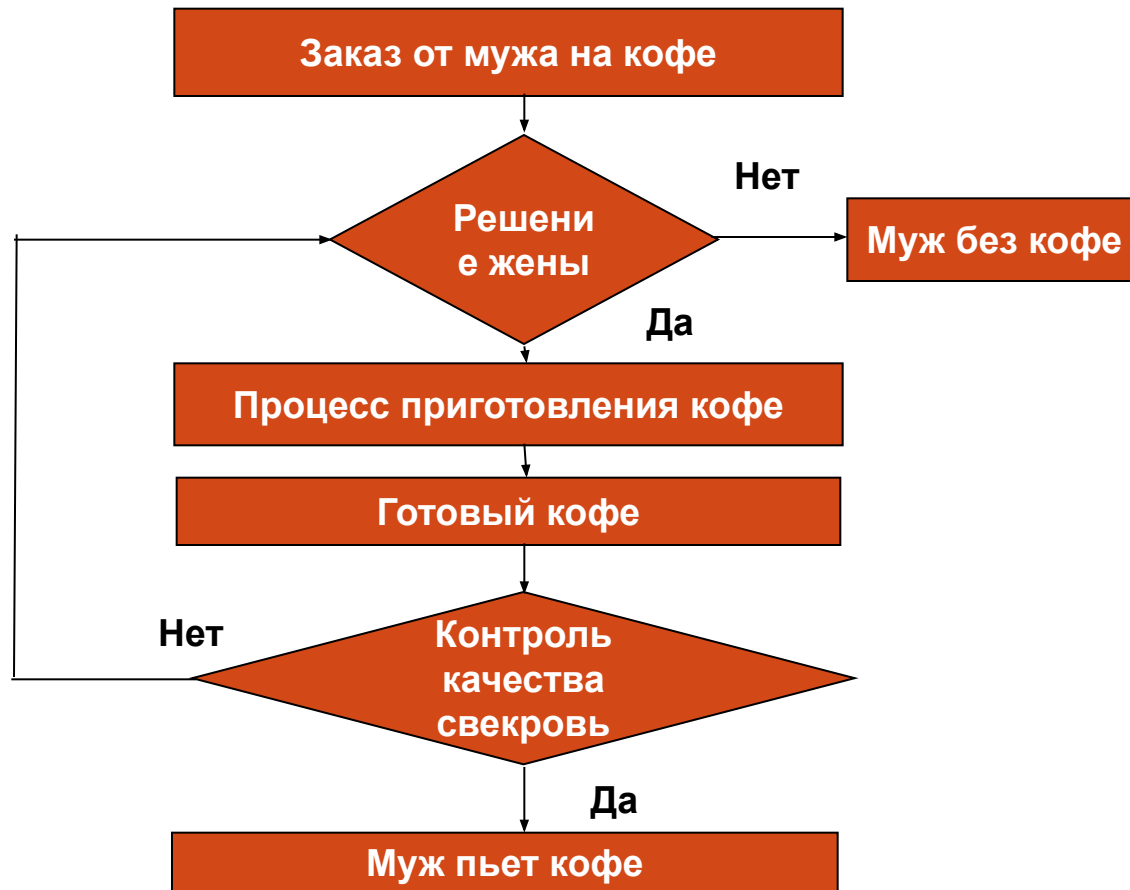 Заказ от мужа на кофе
Нет
Решени
е жены
Муж без кофе
Да
Процесс приготовления кофе
Готовый кофе
Нет
Контроль
качества
свекровь
Да
Муж пьет кофе